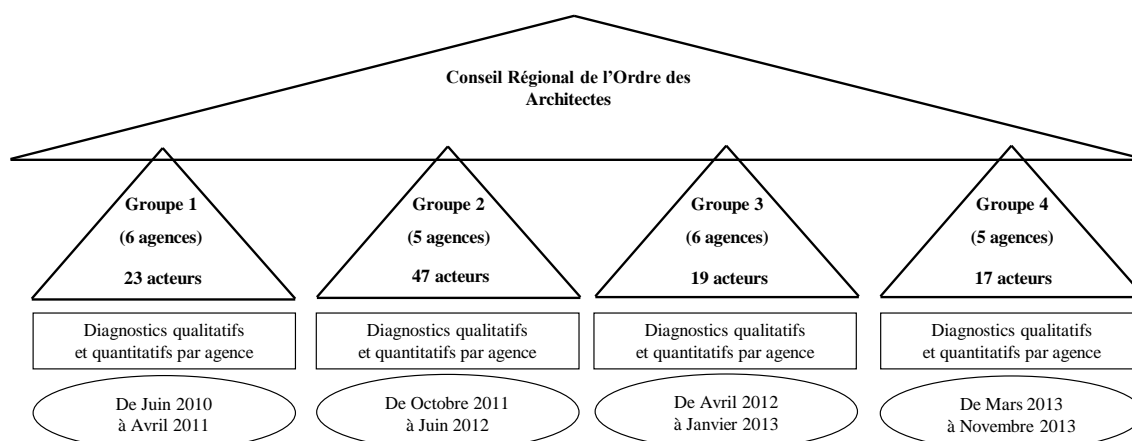 Conseil Régional de l'Ordre des
Architectes
Groupe 1
(6 agences)
23 acteurs
Groupe 2
(5 agences)
47 acteurs
Groupe 3
(6 agences)
19 acteurs
Groupe 4
(5 agences)
17 acteurs
Diagnostics qualitatifs
et quantitatifs par agence
Diagnostics qualitatifs
et quantitatifs par agence
Diagnostics qualitatifs
et quantitatifs par agence
Diagnostics qualitatifs
et quantitatifs par agence
De Juin 2010
à Avril 2011
De Octobre 2011
à Juin 2012
De Avril 2012
à Janvier 2013
De Mars 2013
à Novembre 2013